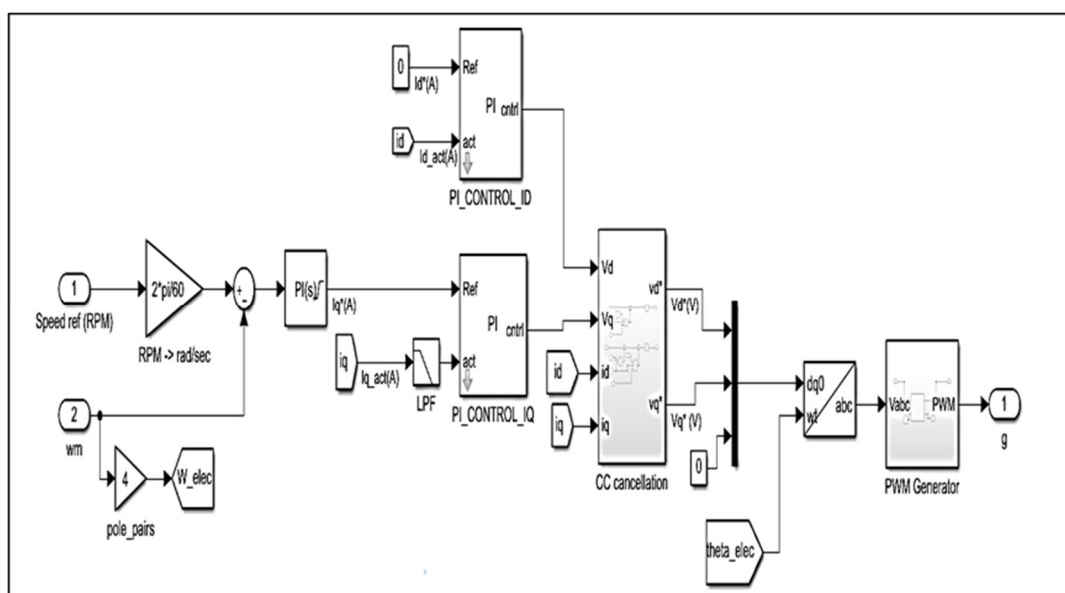 0
Id*(A)
Ref
PI cntrl
id
act
Id_act(A)
PI_CONTROL_ID
1
Speed ref (RPM)
2*pi/60
RPM -> rad/sec
+
-
PI(s)
Iq*(A)
Ref
PI cntrl
iq
Iq_act(A)
LPF
act
PI_CONTROL_IQ
2
wm
4
pole_pairs
W_elec
Vd
Vq
id
iq
id
iq
vd*
vq*
CC cancellation
Vd*(V)
Vq*(V)
0
theta_elec
dq0
wt
abc
Vabc PWM
PWM Generator
1
g